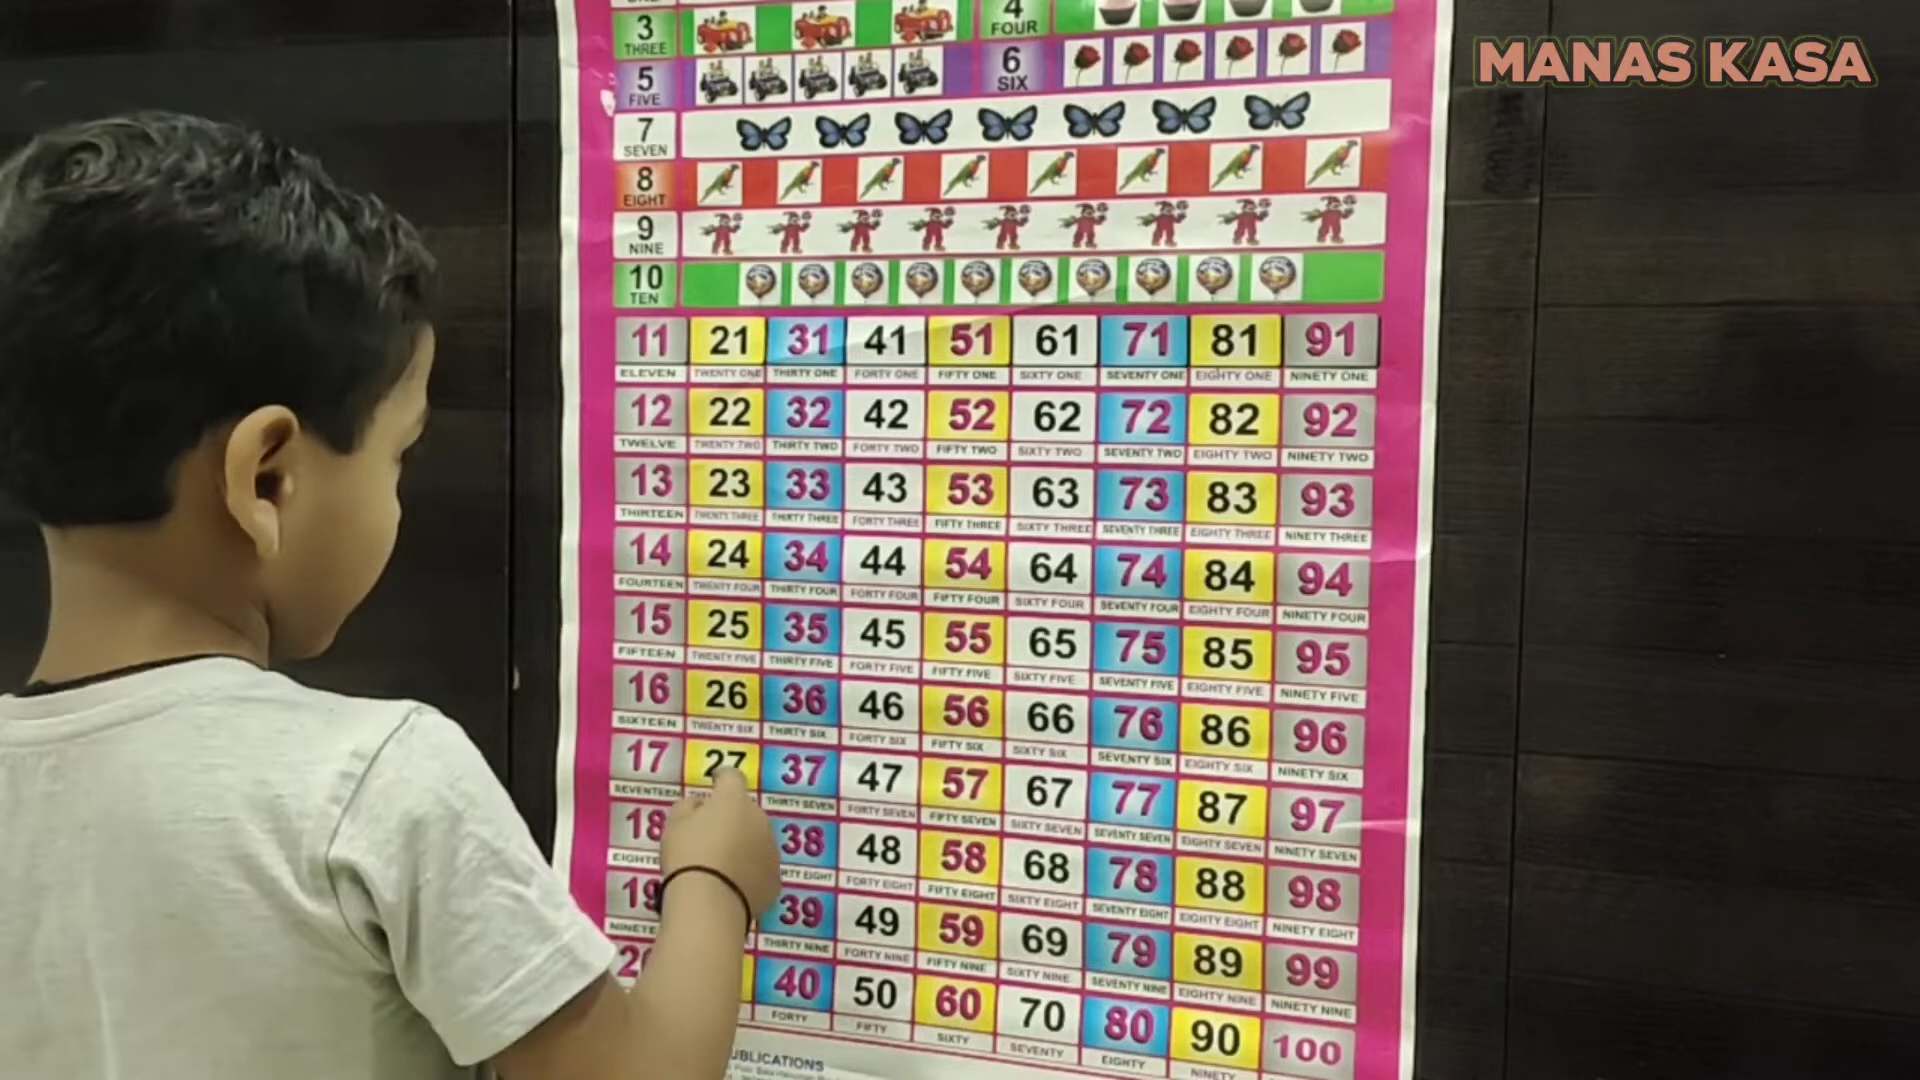 3 4
THREE FOUR
5 6
FIVE SIX
MANAS KASA
7
SEVEN
8
EIGHT
9
NINE
10
TEN
11 21 31 41 51 61 71 81 91
ELEVEN TWENTY ONE THIRTY ONE FORTY ONE FIFTY ONE SIXTY ONE SEVENTY ONE EIGHTY ONE NINETY ONE
12 22 32 42 52 62 72 82 92
TWELVE TWENTY TWO THIRTY TWO FORTY TWO FIFTY TWO SIXTY TWO SEVENTY TWO EIGHTY TWO NINETY TWO
13 23 33 43 53 63 73 83 93
THIRTEEN TWENTY THREE THIRTY THREE FORTY THREE FIFTY THREE SIXTY THREE SEVENTY THREE EIGHTY THREE NINETY THREE
14 24 34 44 54 64 74 84 94
FOURTEEN TWENTY FOUR THIRTY FOUR FORTY FOUR FIFTY FOUR SIXTY FOUR SEVENTY FOUR EIGHTY FOUR NINETY FOUR
15 25 35 45 55 65 75 85 95
FIFTEEN TWENTY FIVE THIRTY FIVE FORTY FIVE FIFTY FIVE SIXTY FIVE SEVENTY FIVE EIGHTY FIVE NINETY FIVE
16 26 36 46 56 66 76 86 96
SIXTEEN TWENTY SIX THIRTY SIX FORTY SIX FIFTY SIX SIXTY SIX SEVENTY SIX EIGHTY SIX NINETY SIX
17 27 37 47 57 67 77 87 97
SEVENTEEN THIRTY SEVEN FORTY SEVEN FIFTY SEVEN SIXTY SEVEN SEVENTY SEVEN EIGHTY SEVEN NINETY SEVEN
18 38 48 58 68 78 88 98
EIGHTE RTY EIGHT FORTY EIGHT FIFTY EIGHT SIXTY EIGHT SEVENTY EIGHT EIGHTY EIGHT NINETY EIGHT
19 39 49 59 69 79 89 99
NINETE THIRTY NINE FORTY NINE FIFTY NINE SIXTY NINE SEVENTY NINE EIGHTY NINE NINETY NINE
20 40 50 60 70 80 90 100
FORTY FIFTY SIXTY SEVENTY EIGHTY NINETY
UBLICATIONS